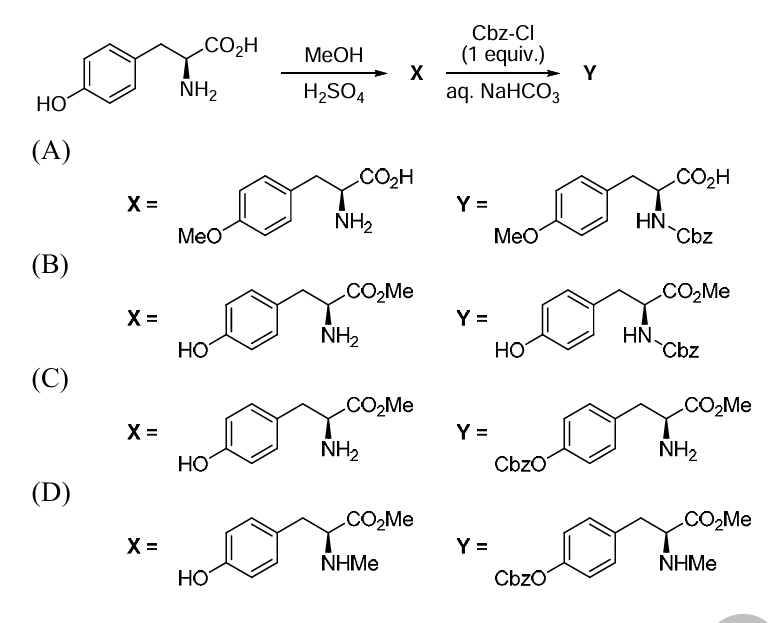 Cbz-Cl
CO₂H MeOH (1 equiv.)
X Y
HO NH₂ H₂SO₄ aq. NaHCO₃
(A)
CO₂H CO₂H
X = Y =
MeO NH₂ MeO HN Cbz
(B)
CO₂Me CO₂Me
X = Y =
HO NH₂ HO HN Cbz
(C)
CO₂Me CO₂Me
X = Y =
HO NH₂ CbzO NH₂
(D)
CO₂Me CO₂Me
X = Y =
HO NHMe CbzO NHMe